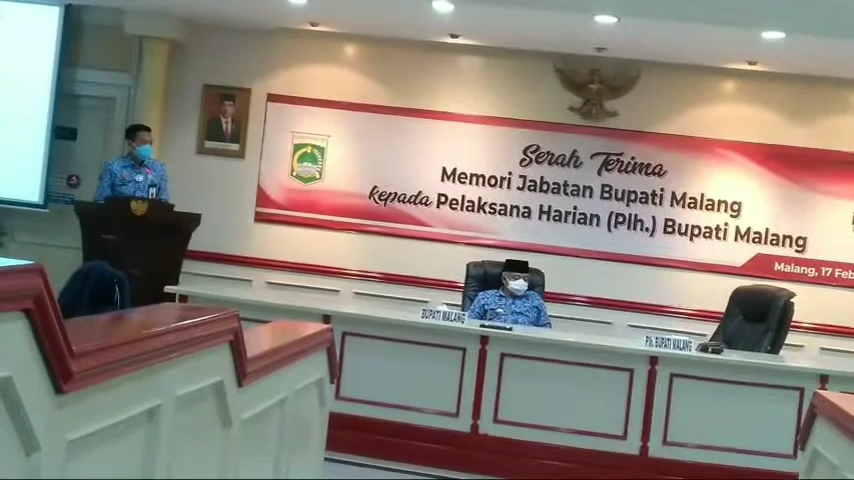 Serah Terima
Memori Jabatan Bupati Malang
kepada Pelaksana Harian (Plh.) Bupati Malang
Malang, 17 Feb
BUPATI MALANG
Plh. BUPATI MALANG